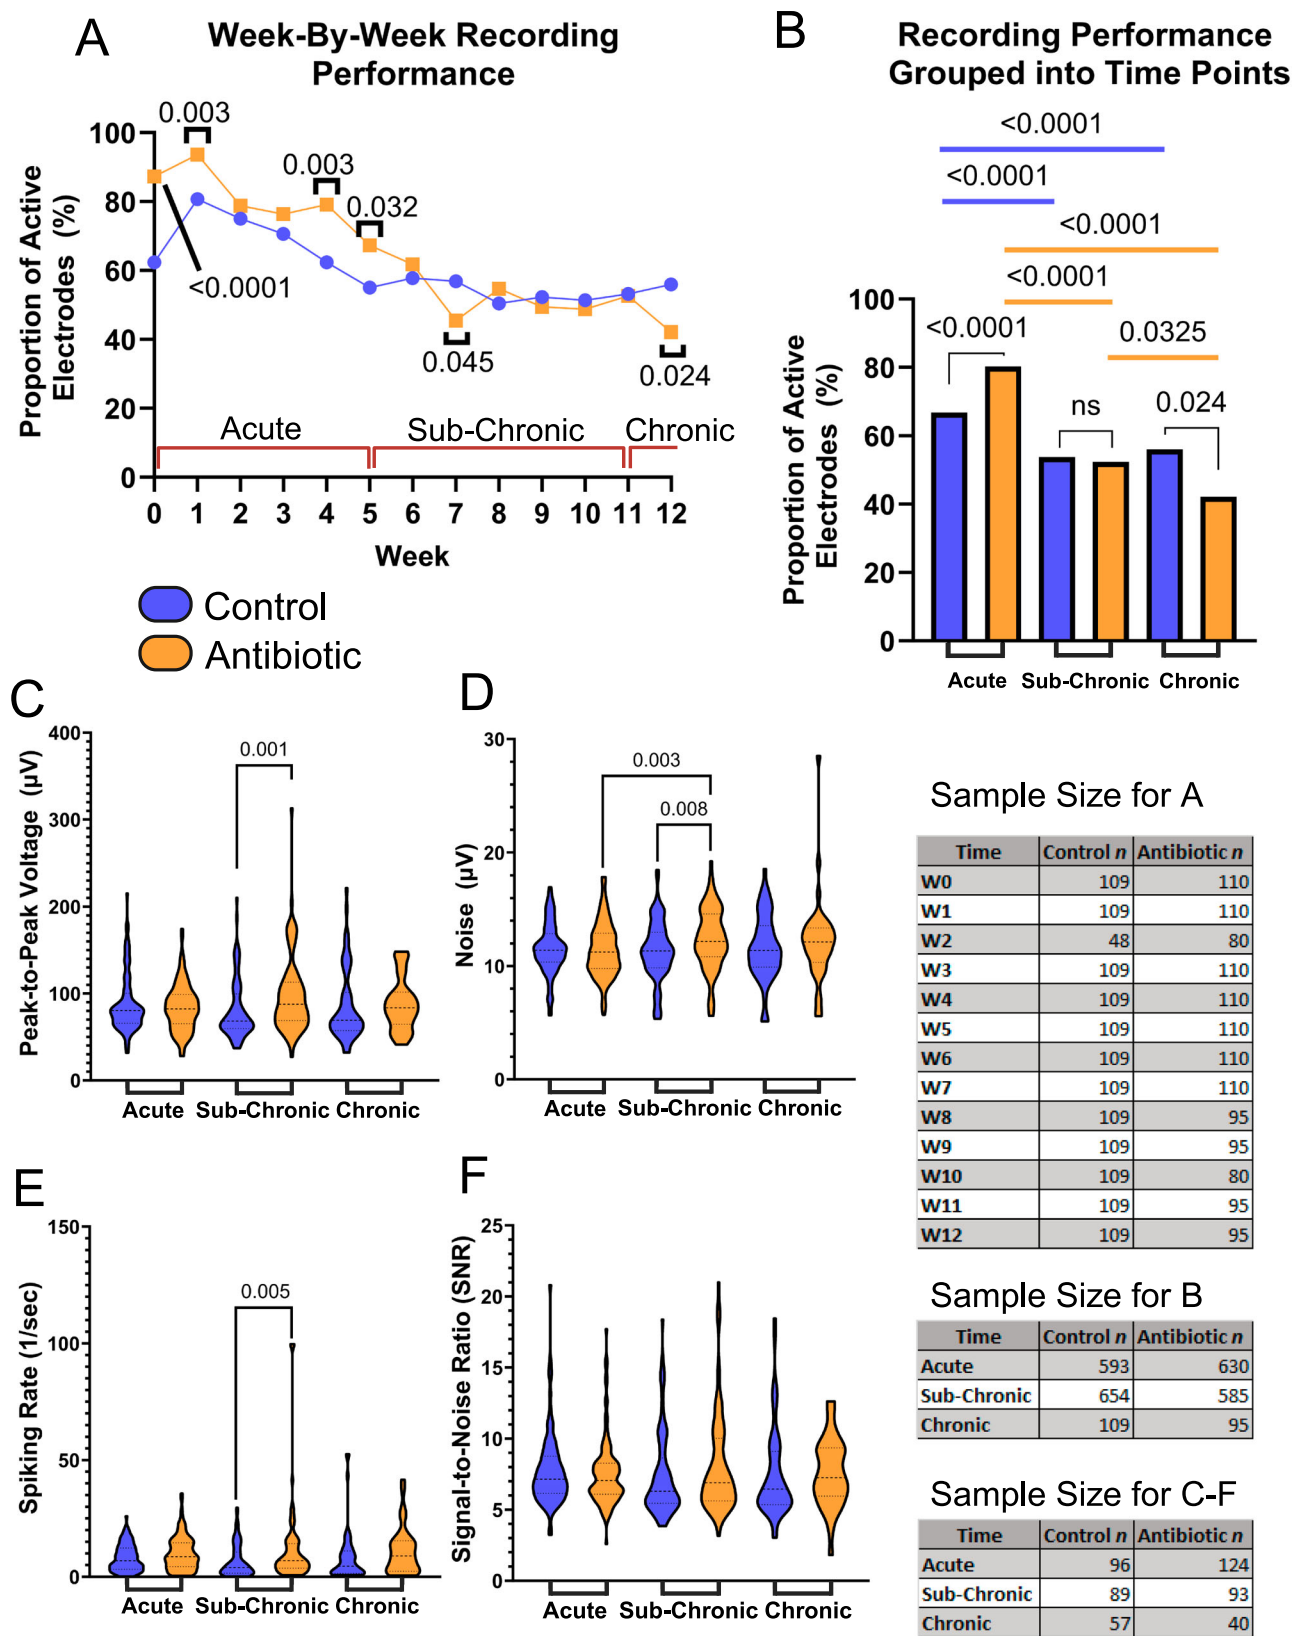 A
Week-By-Week Recording
Performance
Proportion of Active
Electrodes (%)
100
80
60
40
20
0
0.003
0.003
0.032
<0.0001
0.045
0.024
Acute
Sub-Chronic
Chronic
0 1 2 3 4 5 6 7 8 9 10 11 12
Week
Control
Antibiotic
B
Recording Performance
Grouped into Time Points
<0.0001
<0.0001
<0.0001
<0.0001
<0.0001
0.0325
ns
0.024
Proportion of Active
Electrodes (%)
100
80
60
40
20
0
Acute Sub-Chronic Chronic
C
Peak-to-Peak Voltage (µV)
400
300
200
100
0
0.001
Acute Sub-Chronic Chronic
D
Noise (µV)
30
20
10
0
0.003
0.008
Acute Sub-Chronic Chronic
E
Spiking Rate (1/sec)
150
100
50
0
0.005
Acute Sub-Chronic Chronic
F
Signal-to-Noise Ratio (SNR)
25
20
15
10
5
0
Acute Sub-Chronic Chronic
Sample Size for A
Time Control n Antibiotic n
W0 109 110
W1 109 110
W2 48 80
W3 109 110
W4 109 110
W5 109 110
W6 109 110
W7 109 110
W8 109 95
W9 109 95
W10 109 80
W11 109 95
W12 109 95
Sample Size for B
Time Control n Antibiotic n
Acute 593 630
Sub-Chronic 654 585
Chronic 109 95
Sample Size for C-F
Time Control n Antibiotic n
Acute 96 124
Sub-Chronic 89 93
Chronic 57 40